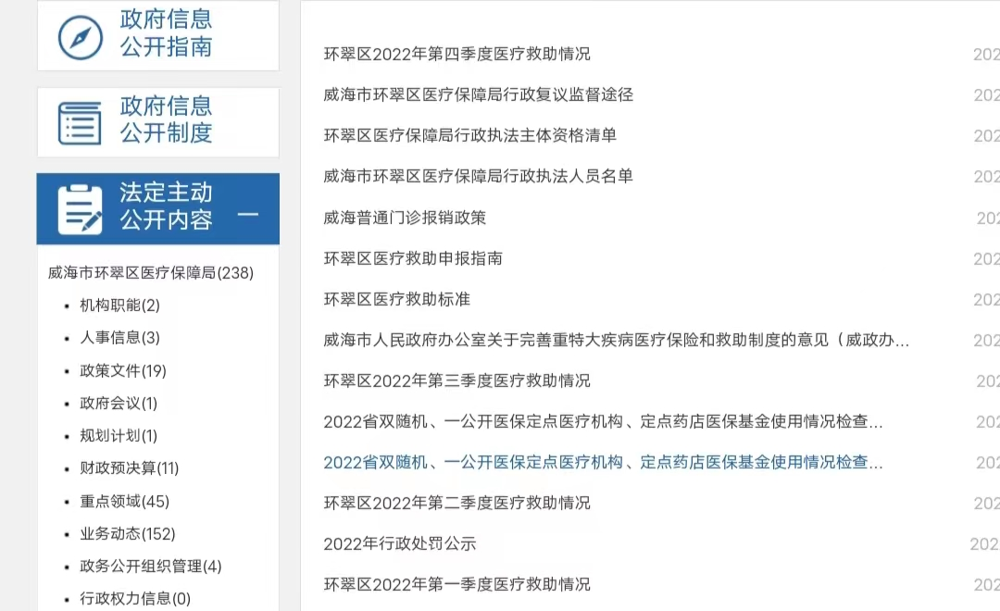 政府信息
公开指南
政府信息
公开制度
法定主动
公开内容
威海市环翠区医疗保障局(238)
机构职能(2)
人事信息(3)
政策文件(19)
政府会议(1)
规划计划(1)
财政预决算(11)
重点领域(45)
业务动态(152)
政务公开组织管理(4)
行政权力信息(0)
环翠区2022年第四季度医疗救助情况 202
威海市环翠区医疗保障局行政复议监督途径 202
环翠区医疗保障局行政执法主体资格清单 202
威海市环翠区医疗保障局行政执法人员名单 202
威海普通门诊报销政策 202
环翠区医疗救助申报指南 202
环翠区医疗救助标准 202
威海市人民政府办公室关于完善重特大疾病医疗保险和救助制度的意见（威政办... 202
环翠区2022年第三季度医疗救助情况 202
2022省双随机、一公开医保定点医疗机构、定点药店医保基金使用情况检查... 202
2022省双随机、一公开医保定点医疗机构、定点药店医保基金使用情况检查... 202
环翠区2022年第二季度医疗救助情况 202
2022年行政处罚公示 202
环翠区2022年第一季度医疗救助情况 202